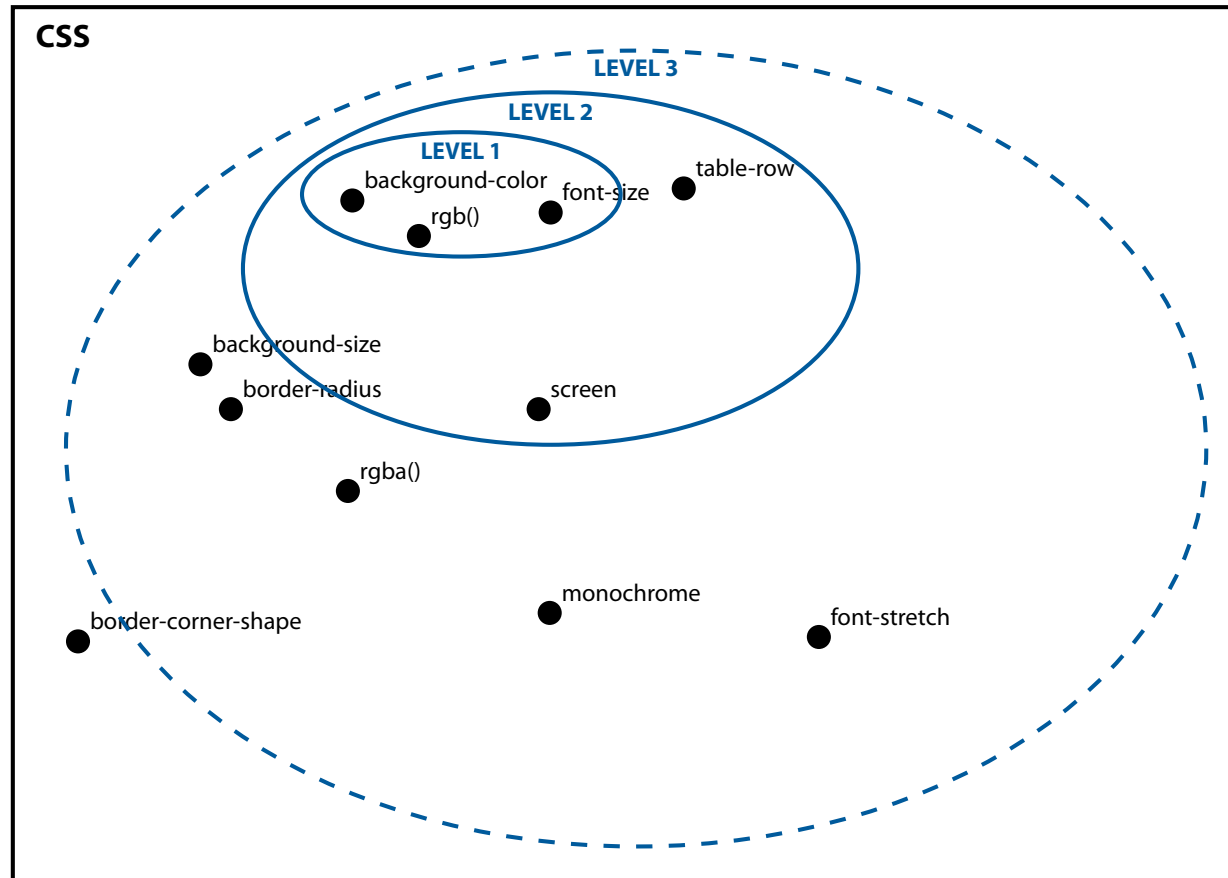 CSS
LEVEL 3
LEVEL 2
LEVEL 1
table-row
background-color
font-size
rgb()
background-size
border-radius
screen
rgba()
monochrome
font-stretch
border-corner-shape